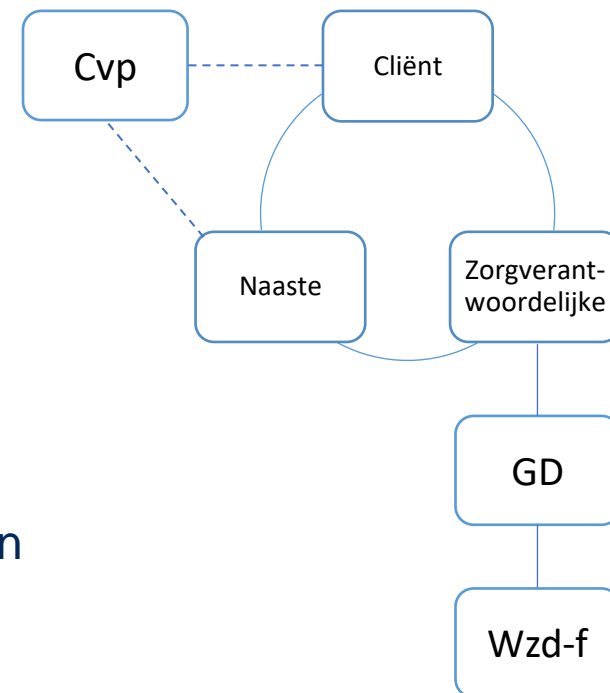 Cvp
Cliënt
Naaste
Zorgverant-
woordelijke
GD
n
Wzd-f